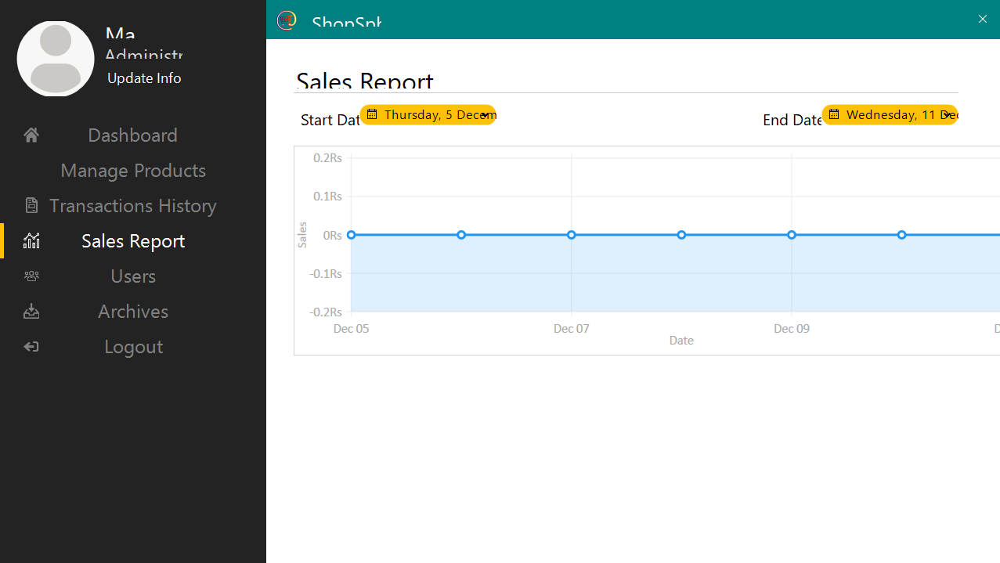 Ma
Administr
Update Info
Dashboard
Manage Products
Transactions History
Sales Report
Users
Archives
Logout
ShopSph
Sales Report
Start Dat
Thursday, 5 Decem
End Date
Wednesday, 11 Dec
0.2Rs
0.1Rs
0Rs
-0.1Rs
-0.2Rs
Sales
Dec 05
Dec 07
Dec 09
D
Date